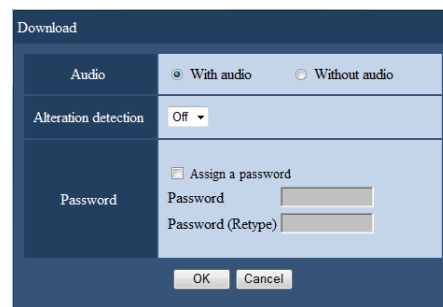 Download
Audio
With audio
Without audio
Alteration detection
Off
Assign a password
Password
Password
Password (Retype)
OK
Cancel